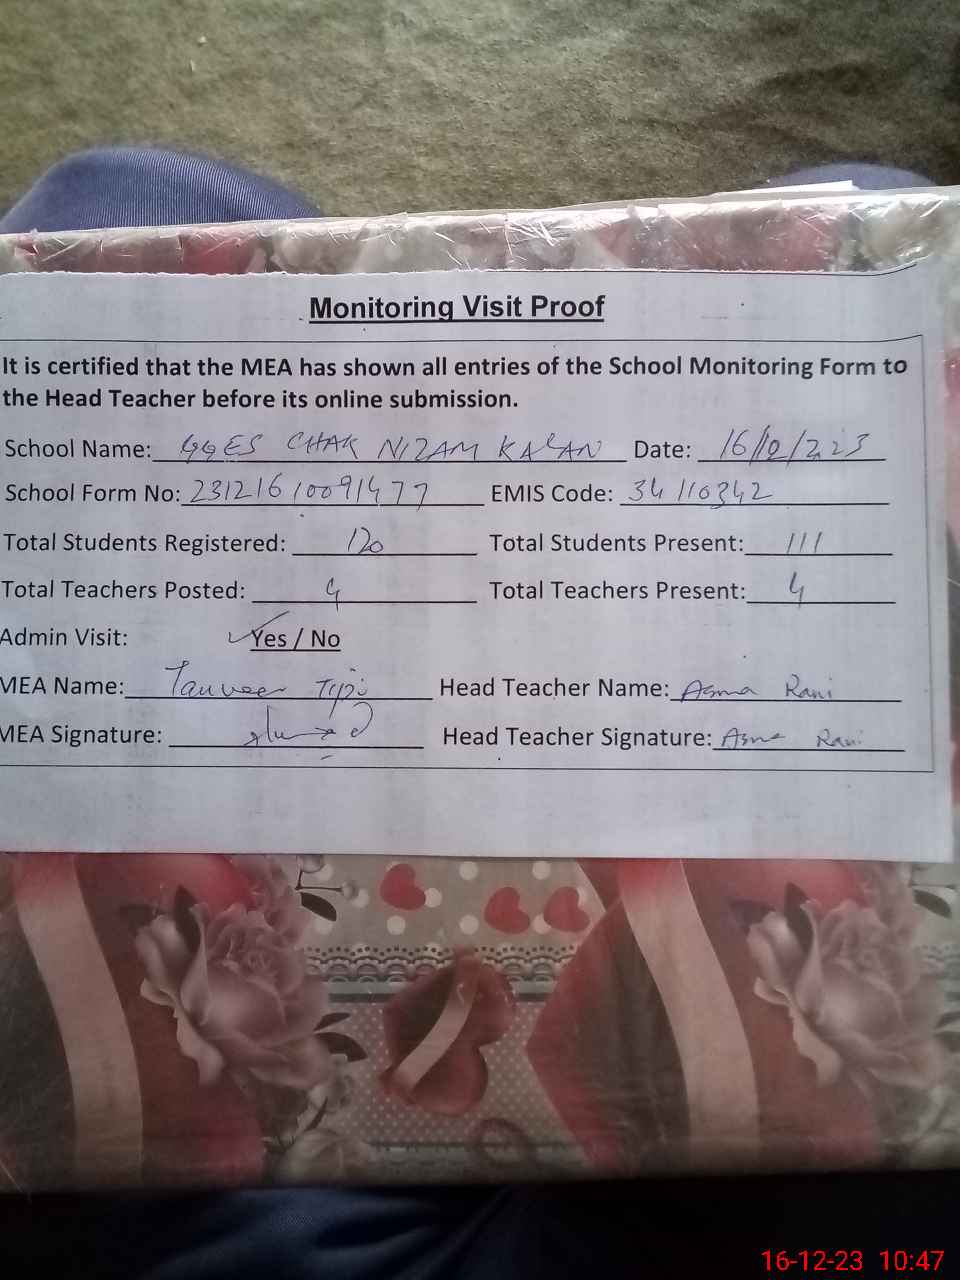 Monitoring Visit Proof
It is certified that the MEA has shown all entries of the School Monitoring Form to
the Head Teacher before its online submission.
School Name: GGES CHAK NIZAM KALAN Date: 16/12/2023
School Form No: 23121610091477 EMIS Code: 34110342
Total Students Registered: 120 Total Students Present: 111
Total Teachers Posted: 4 Total Teachers Present: 4
Admin Visit: Yes / No
MEA Name: Tanveer Head Teacher Name: Asma Rani
MEA Signature: Head Teacher Signature: Asma Rani
16-12-23 10:47